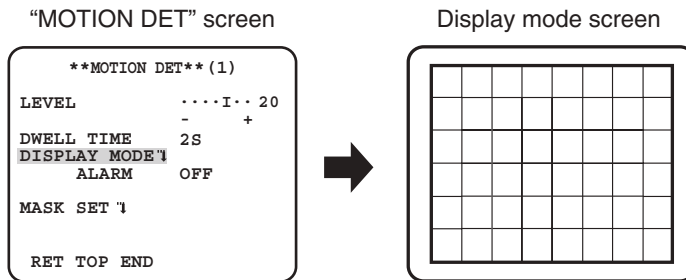 “MOTION DET” screen
Display mode screen
**MOTION DET**(1)
LEVEL ····I·· 20
- +
DWELL TIME 2S
DISPLAY MODE
ALARM OFF
MASK SET
RET TOP END